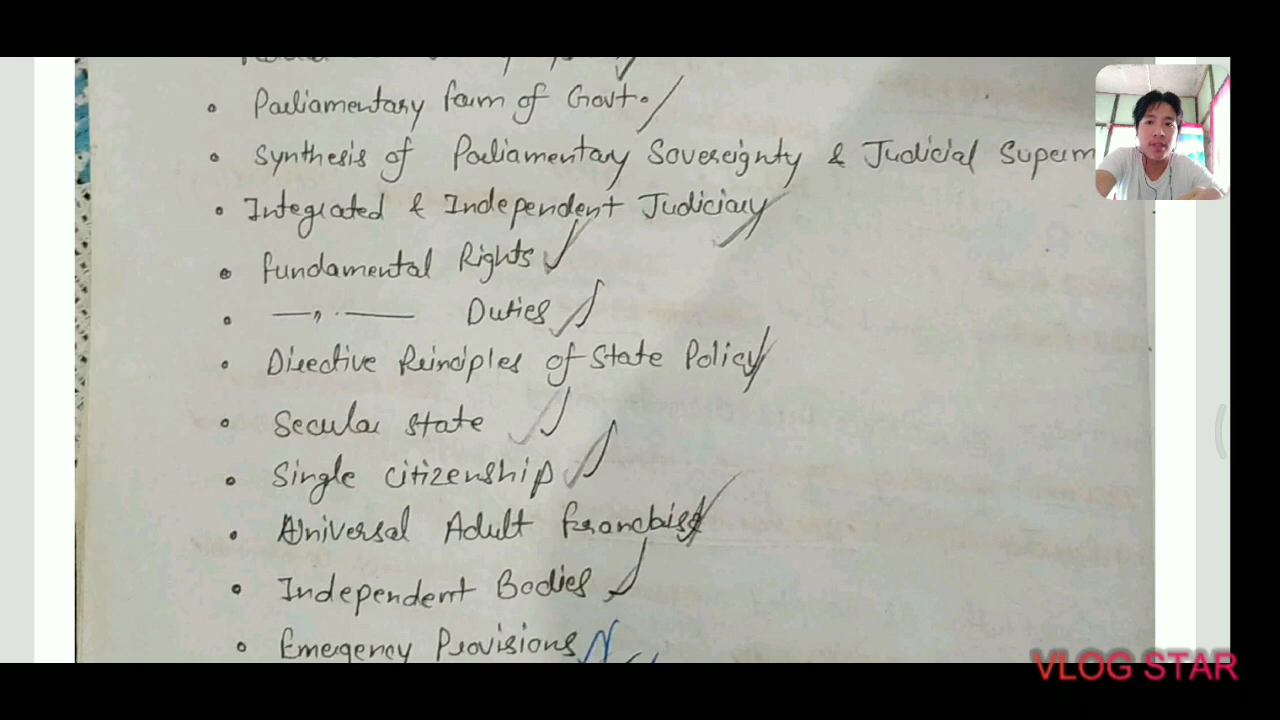 • Parliamentary form of Govt.
• Synthesis of Parliamentary Sovereignty & Judicial Suprem
• Integrated & Independent Judiciary
• Fundamental Rights
• —"— Duties
• Directive Principles of State Policy
• Secular State
• Single citizenship
• Universal Adult Franchise
• Independent Bodies
• Emergency Provisions
VLOG STAR